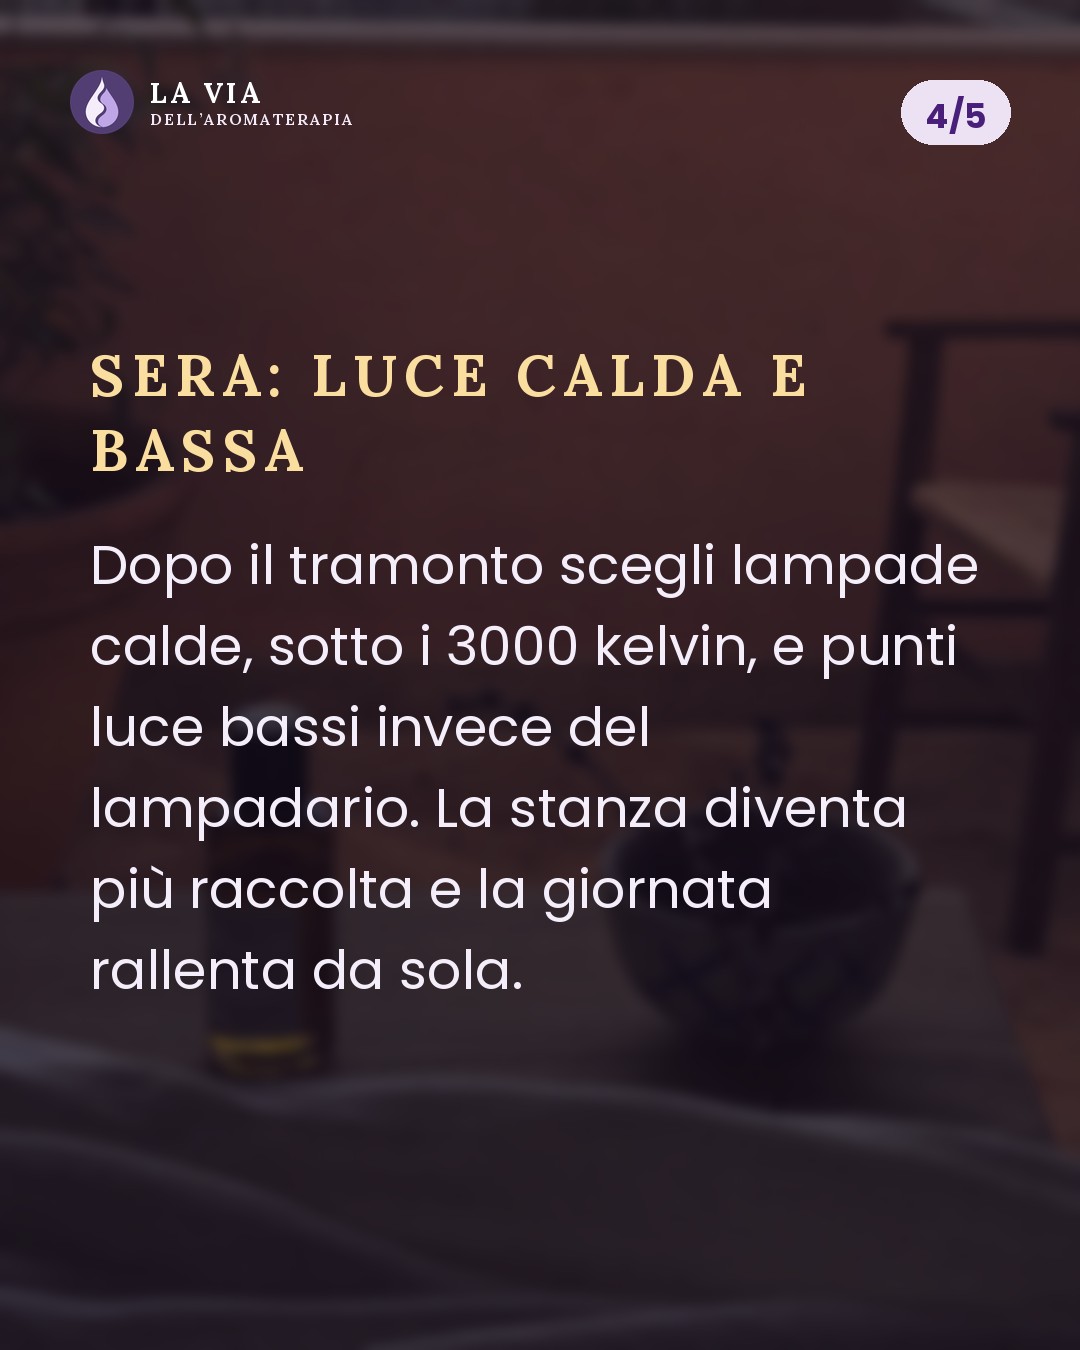 LA VIA
DELL'AROMATERAPIA
4/5
SERA: LUCE CALDA E
BASSA
Dopo il tramonto scegli lampade
calde, sotto i 3000 kelvin, e punti
luce bassi invece del
lampadario. La stanza diventa
più raccolta e la giornata
rallenta da sola.